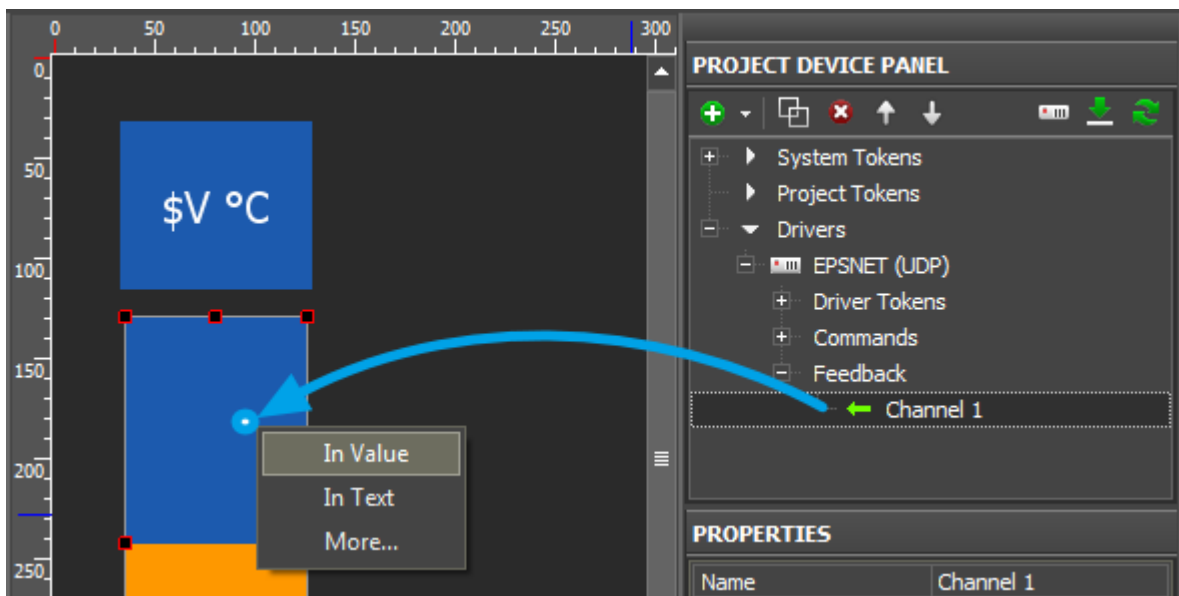 0 50 100 150 200 250 300
0
50
100
150
200
250
$V °C
In Value
In Text
More...
PROJECT DEVICE PANEL
System Tokens
Project Tokens
Drivers
EPSNET (UDP)
Driver Tokens
Commands
Feedback
Channel 1
PROPERTIES
Name Channel 1